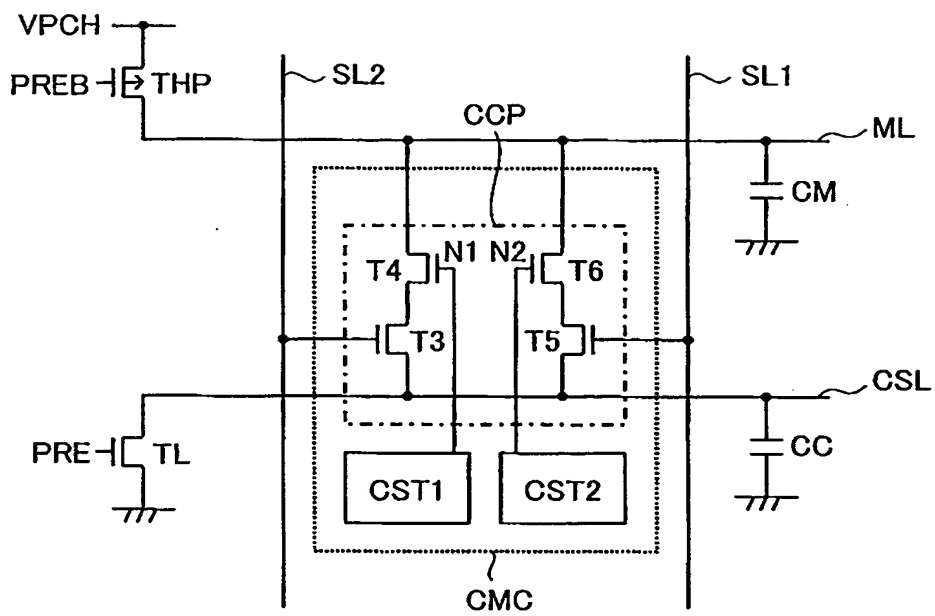 VPCH
PREB
THP
SL2
SL1
CCP
ML
CM
N1
N2
T4
T6
T3
T5
CSL
PRE
TL
CC
CST1
CST2
CMC